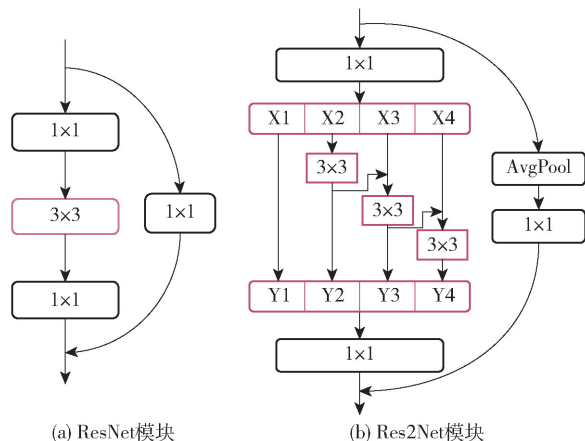 1×1
3×3
1×1
1×1
(a) ResNet模块
1×1
X1 X2 X3 X4
3×3
3×3
3×3
AvgPool
1×1
Y1 Y2 Y3 Y4
1×1
(b) Res2Net模块